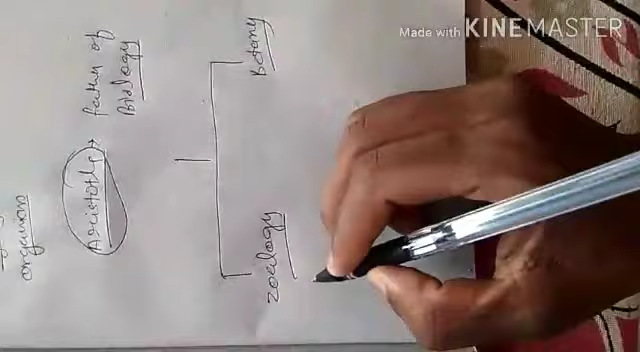 organism
Aristotle → father of
Biology
zoology Botany
Made with KINEMASTER